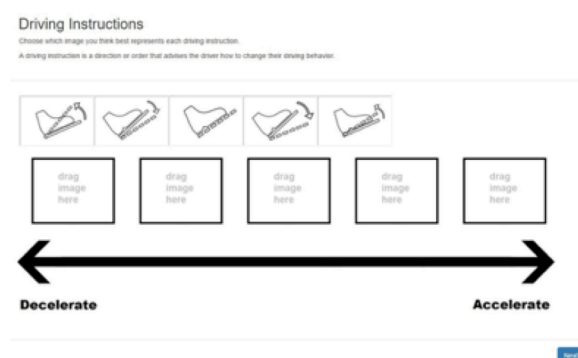 Driving Instructions
Choose which image you think best represents each driving instruction.
A driving instruction is a direction or order that advises the driver how to change their driving behavior.
drag image here
drag image here
drag image here
drag image here
drag image here
Decelerate
Accelerate
Next